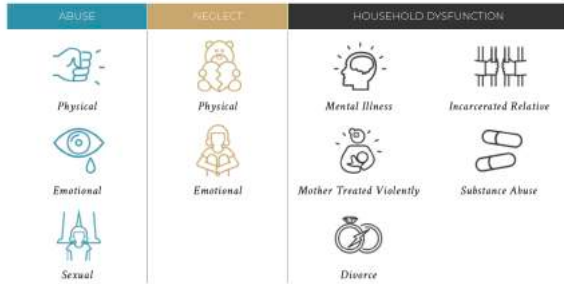 ABUSE
NEGLECT
HOUSEHOLD DYSFUNCTION
Physical
Physical
Mental Illness
Incarcerated Relative
Emotional
Emotional
Mother Treated Violently
Substance Abuse
Sexual
Divorce